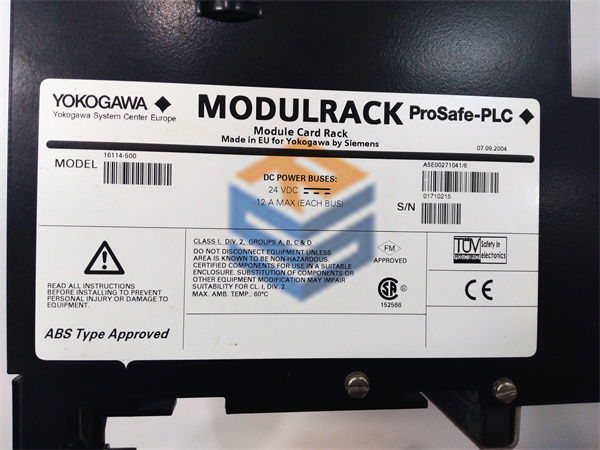 YOKOGAWA
Yokogawa System Center Europe
MODULRACK
ProSafe-PLC
Module Card Rack
Made in EU for Yokogawa by Siemens
07.09.2004
MODEL
16114-500
DC POWER BUSES:
24 VDC
12 A MAX (EACH BUS)
A5E00271041/6
01710215
S/N
READ ALL INSTRUCTIONS
BEFORE INSTALLING TO PREVENT
PERSONAL INJURY OR DAMAGE TO
EQUIPMENT.
ABS Type Approved
CLASS I, DIV. 2, GROUPS A, B, C & D
DO NOT DISCONNECT EQUIPMENT UNLESS
AREA IS KNOWN TO BE NON-HAZARDOUS.
CERTIFIED COMPONENTS FOR USE IN A SUITABLE
ENCLOSURE. SUBSTITUTION OF COMPONENTS OR
OTHER EQUIPMENT MODIFICATION MAY IMPAIR
SUITABILITY FOR CL. I, DIV. 2.
MAX. AMB. TEMP.: 60°C
FM
APPROVED
SA
152566
TÜV
Safety in
electronics
CE